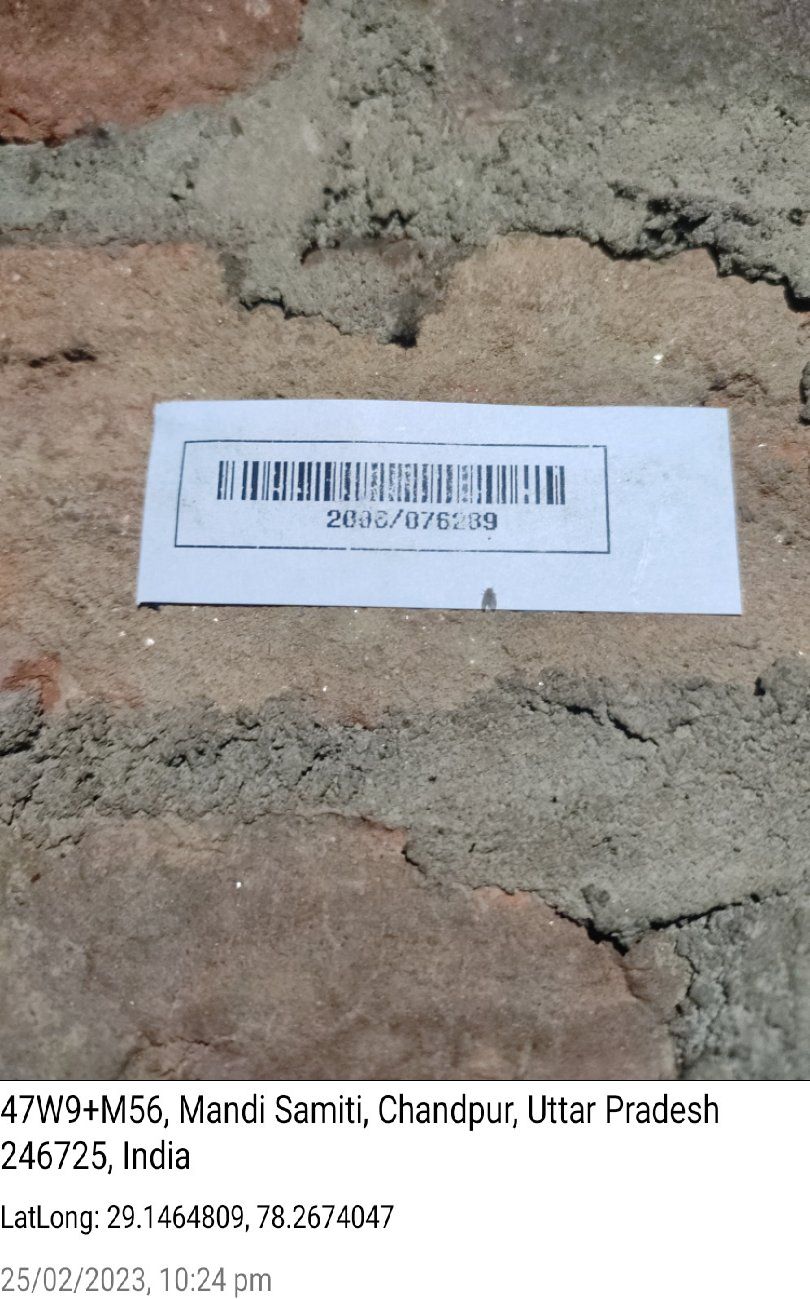 47W9+M56, Mandi Samiti, Chandpur, Uttar Pradesh
246725, India
LatLong: 29.1464809, 78.2674047
25/02/2023, 10:24 pm